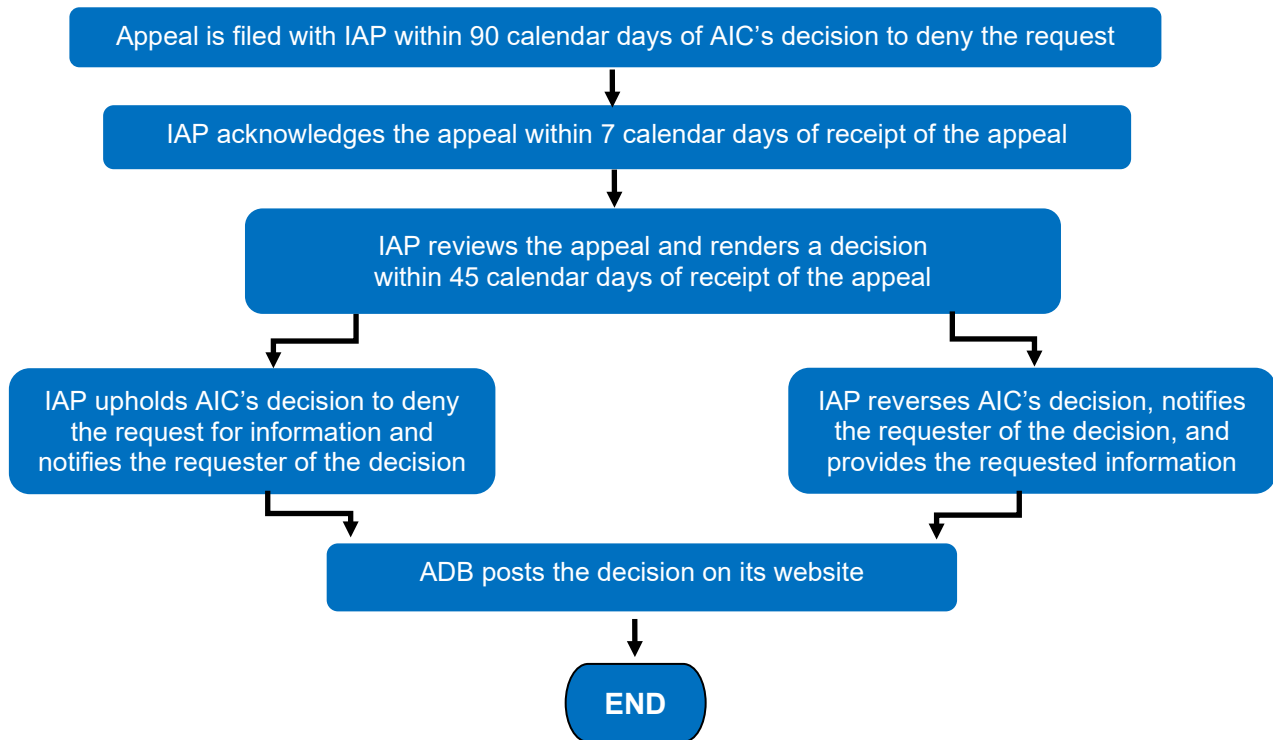 Appeal is filed with IAP within 90 calendar days of AIC’s decision to deny the request
IAP acknowledges the appeal within 7 calendar days of receipt of the appeal
IAP reviews the appeal and renders a decision
within 45 calendar days of receipt of the appeal
IAP upholds AIC’s decision to deny
the request for information and
notifies the requester of the decision
IAP reverses AIC’s decision, notifies
the requester of the decision, and
provides the requested information
ADB posts the decision on its website
END